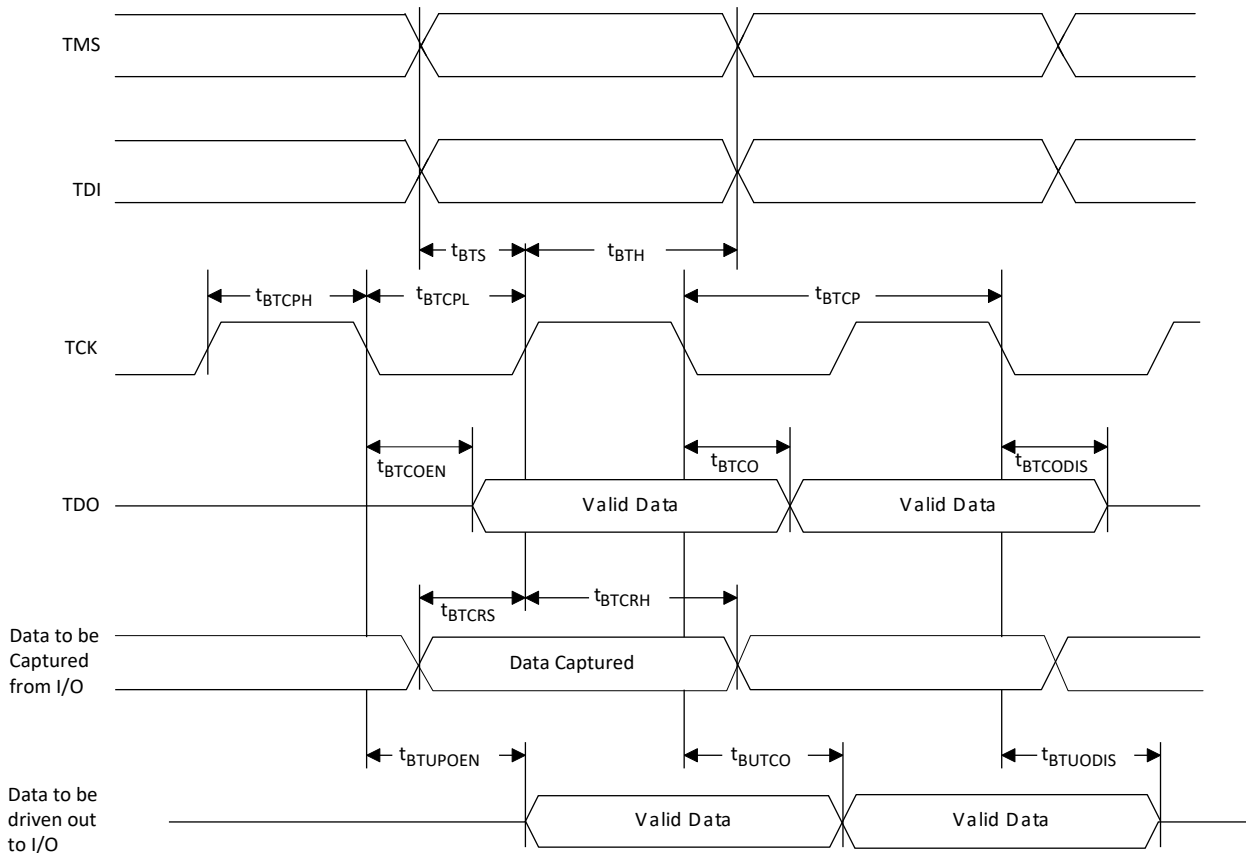 TMS
TDI
tBTS
tBTH
tBTCPH
tBTCPL
tBTCP
TCK
tBTCOEN
tBTCO
tBTCODIS
TDO
Valid Data
Valid Data
tBTCRS
tBTCRH
Data to be
Captured
from I/O
Data Captured
tBTUPOEN
tBUTCO
tBTUODIS
Data to be
driven out
to I/O
Valid Data
Valid Data